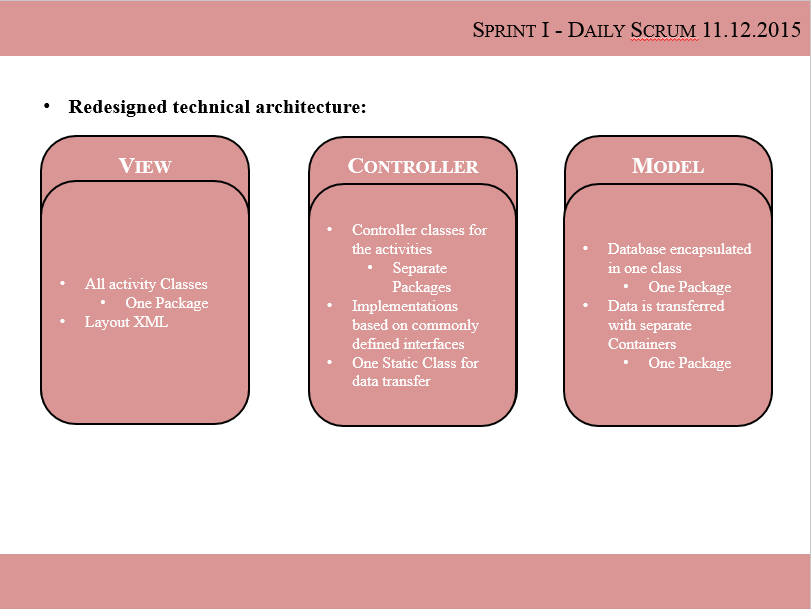 Sprint I - Daily Scrum 11.12.2015
• Redesigned technical architecture:
View
• All activity Classes
• One Package
• Layout XML
Controller
• Controller classes for
the activities
• Separate
Packages
• Implementations
based on commonly
defined interfaces
• One Static Class for
data transfer
Model
• Database encapsulated
in one class
• One Package
• Data is transferred
with separate
Containers
• One Package